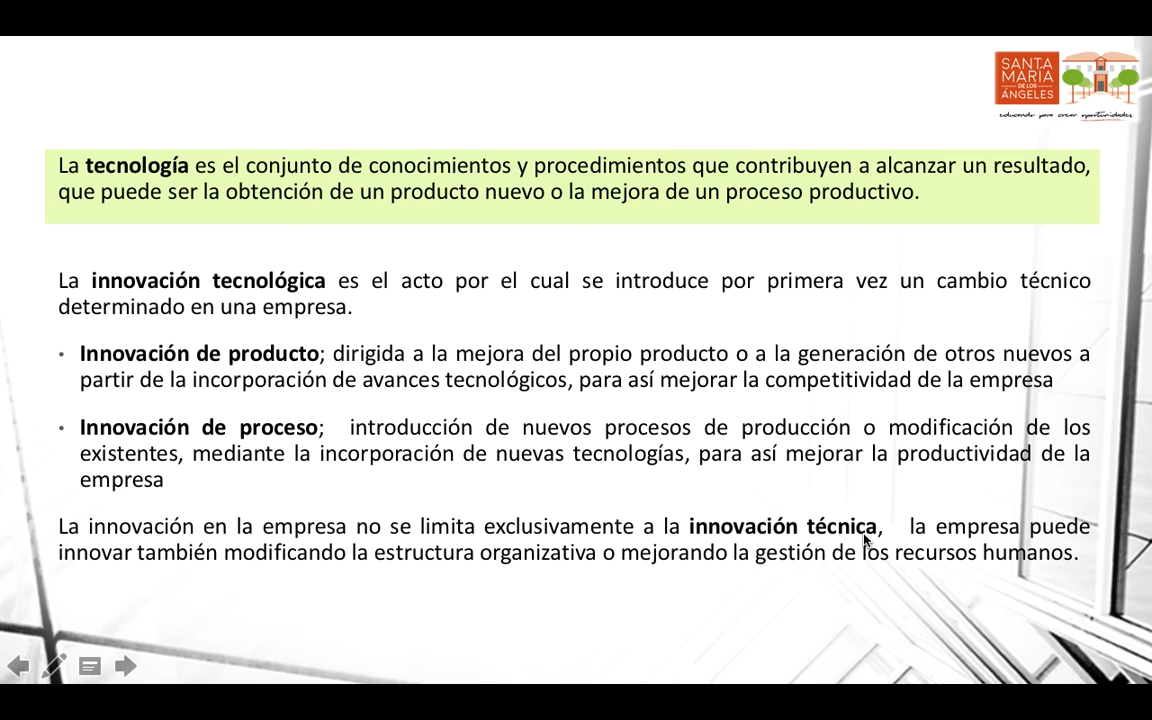 SANTA
MARIA
DE LOS
ÁNGELES
educando para crear oportunidades
La tecnología es el conjunto de conocimientos y procedimientos que contribuyen a alcanzar un resultado,
que puede ser la obtención de un producto nuevo o la mejora de un proceso productivo.
La innovación tecnológica es el acto por el cual se introduce por primera vez un cambio técnico
determinado en una empresa.
• Innovación de producto; dirigida a la mejora del propio producto o a la generación de otros nuevos a
partir de la incorporación de avances tecnológicos, para así mejorar la competitividad de la empresa
• Innovación de proceso; introducción de nuevos procesos de producción o modificación de los
existentes, mediante la incorporación de nuevas tecnologías, para así mejorar la productividad de la
empresa
La innovación en la empresa no se limita exclusivamente a la innovación técnica, la empresa puede
innovar también modificando la estructura organizativa o mejorando la gestión de los recursos humanos.